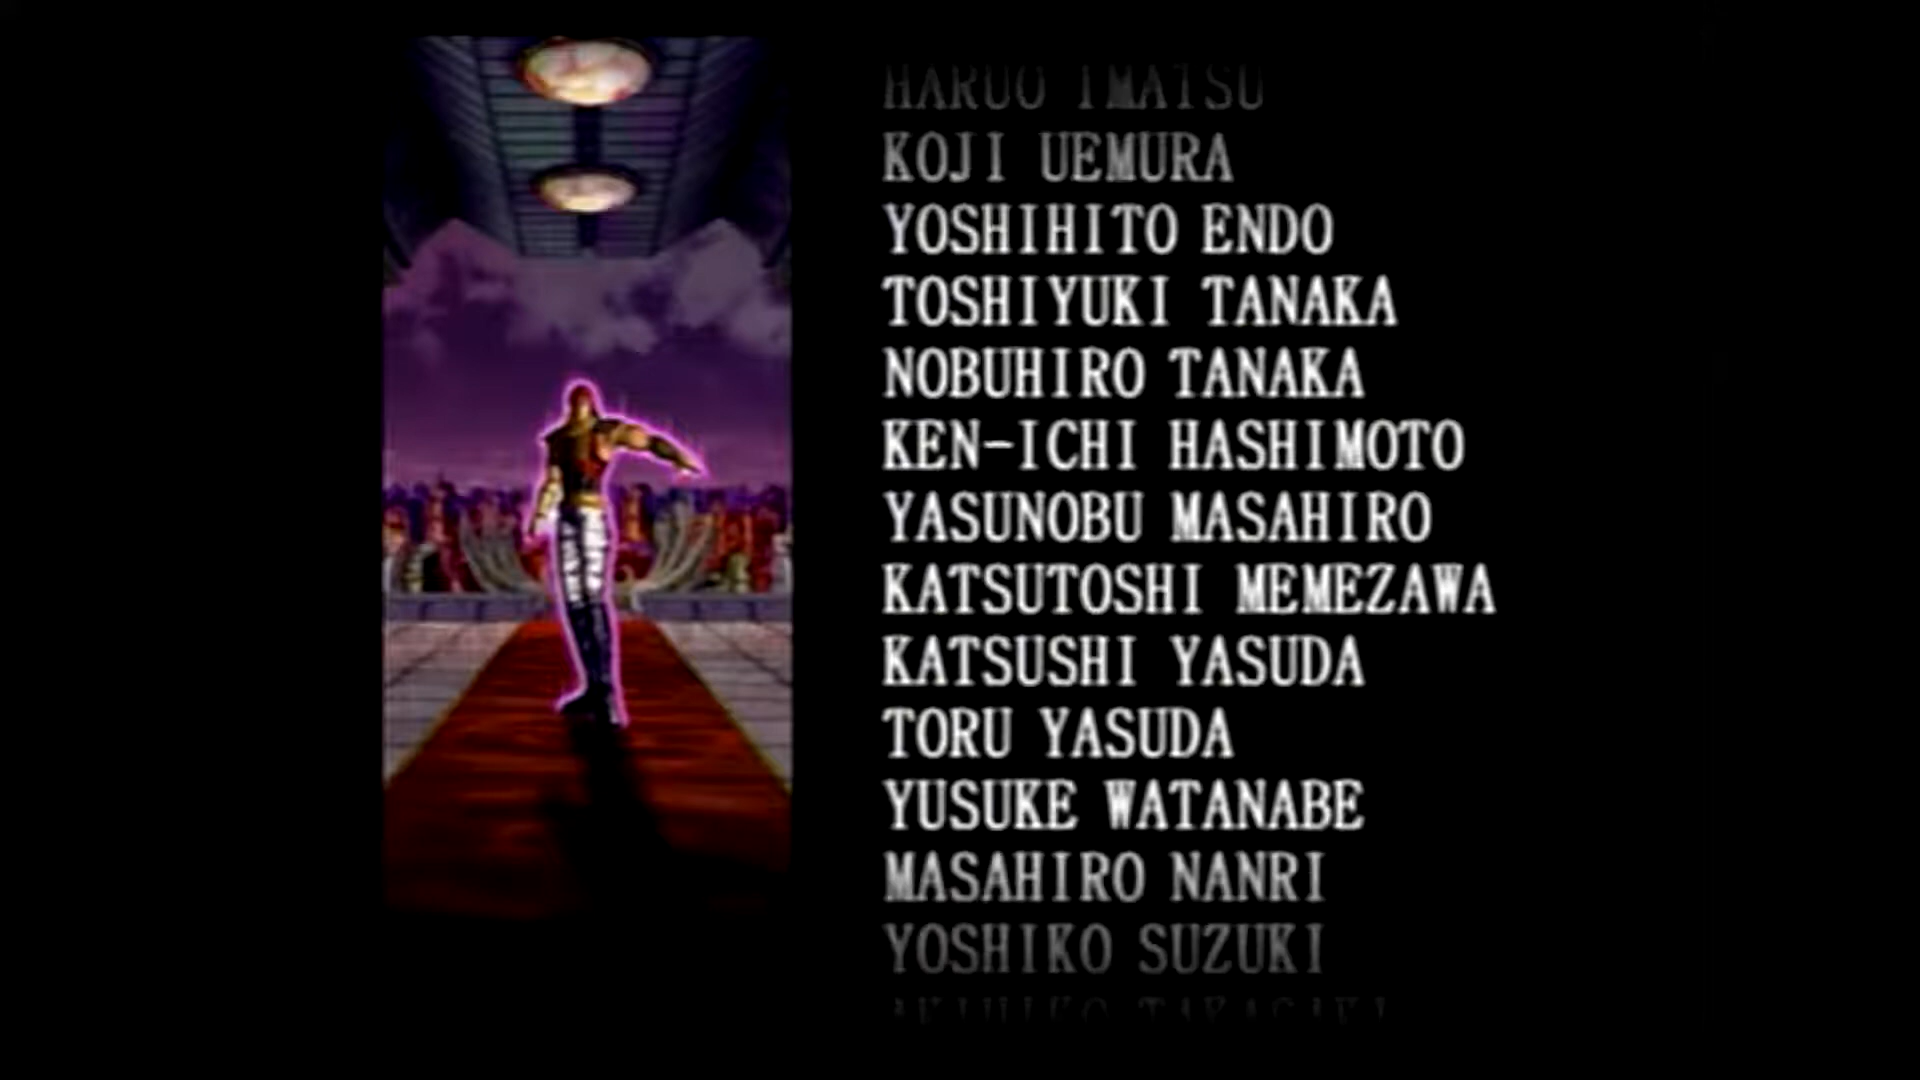 HARUO IMAISU
KOJI UEMURA
YOSHIHITO ENDO
TOSHIYUKI TANAKA
NOBUHIRO TANAKA
KEN-ICHI HASHIMOTO
YASUNOBU MASAHIRO
KATSUTOSHI MEMEZAWA
KATSUSHI YASUDA
TORU YASUDA
YUSUKE WATANABE
MASAHIRO NANRI
YOSHIKO SUZUKI